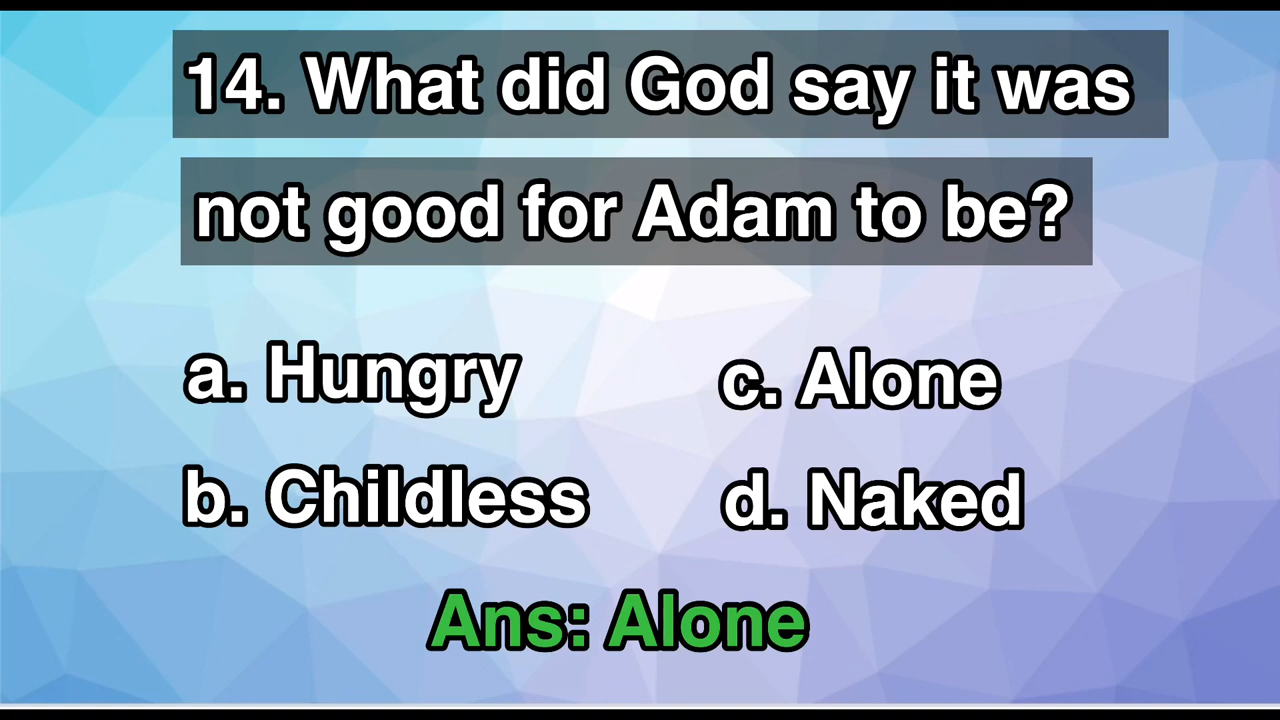 14. What did God say it was
not good for Adam to be?
a. Hungry
b. Childless
c. Alone
d. Naked
Ans: Alone